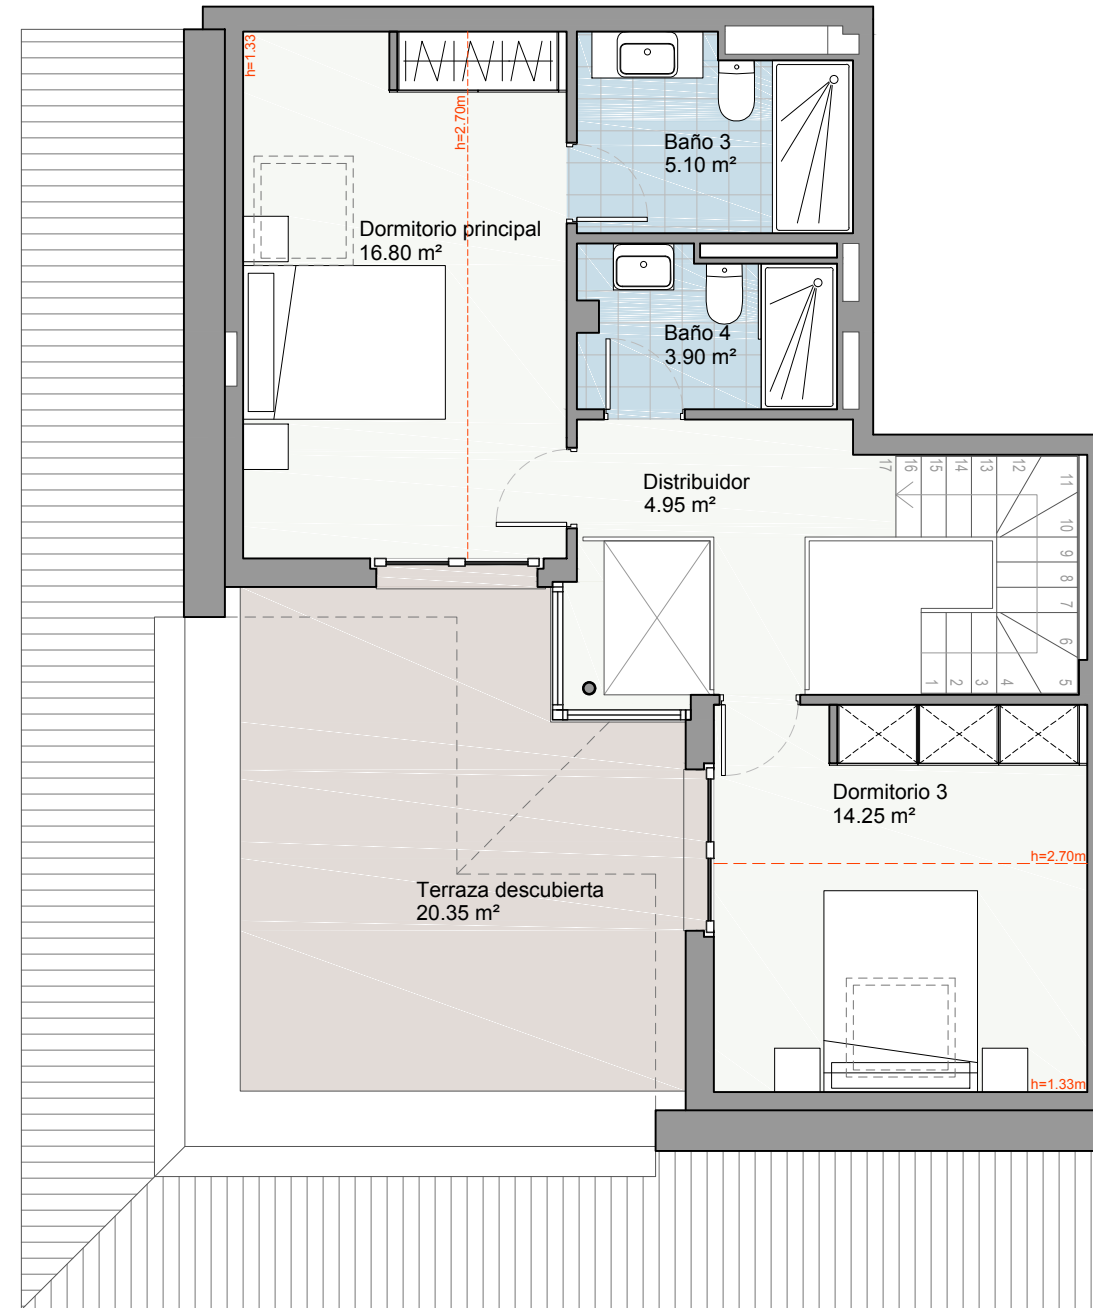 h=1.33
h=2.70m
Baño 3
5.10 m²
Dormitorio principal
16.80 m²
Baño 4
3.90 m²
Distribuidor
4.95 m²
17
16
15
14
13
12
11
10
9
8
7
6
5
4
3
2
1
Dormitorio 3
14.25 m²
h=2.70m
Terraza descubierta
20.35 m²
h=1.33m